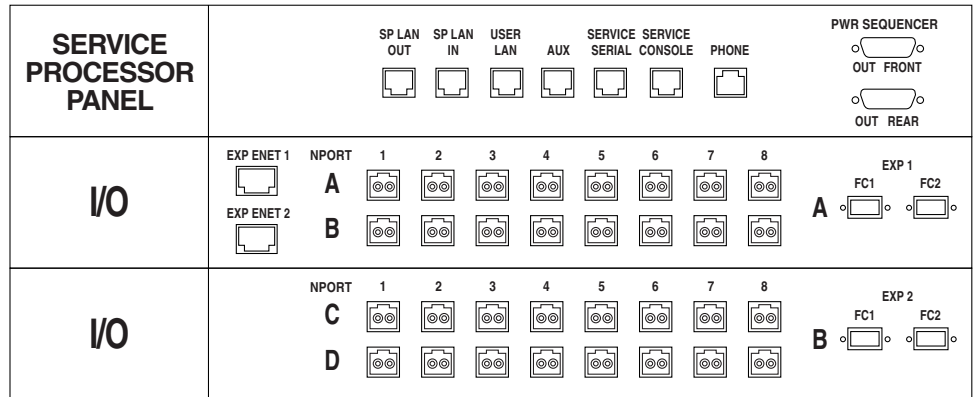 SERVICE
PROCESSOR
PANEL
SP LAN OUT
SP LAN IN
USER LAN
AUX
SERVICE SERIAL
SERVICE CONSOLE
PHONE
PWR SEQUENCER
OUT FRONT
OUT REAR
I/O
EXP ENET 1
EXP ENET 2
NPORT 1 2 3 4 5 6 7 8
A
B
EXP 1
FC1 FC2
A
I/O
NPORT 1 2 3 4 5 6 7 8
C
D
EXP 2
FC1 FC2
B